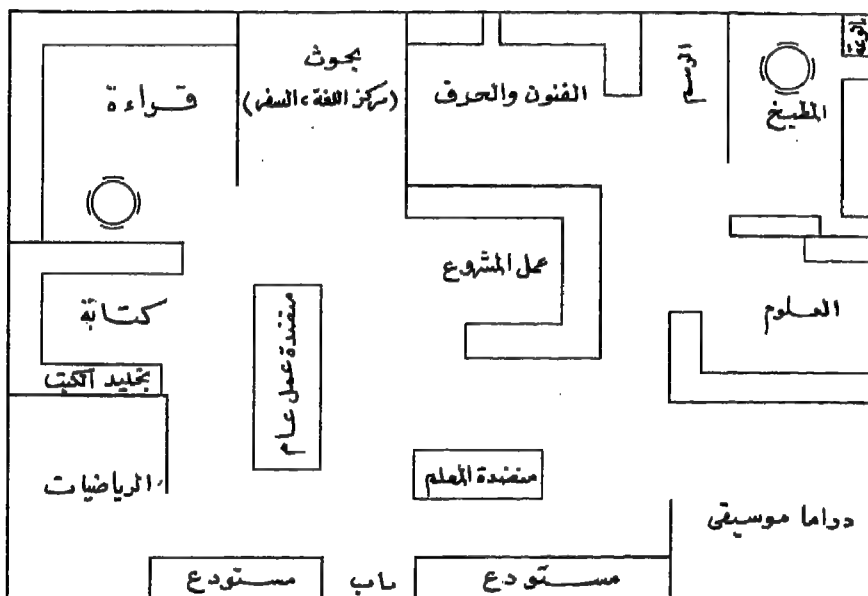 قراءة
بحوث
(مركز اللغة، السفر)
الفنون والحرف
الرسم
المطبخ
عمل المشروع
العلوم
كتابة
تجليد الكتب
منضدة عمل عام
الرياضيات
منضدة المعلم
دراما موسيقى
مستودع
باب
مستودع